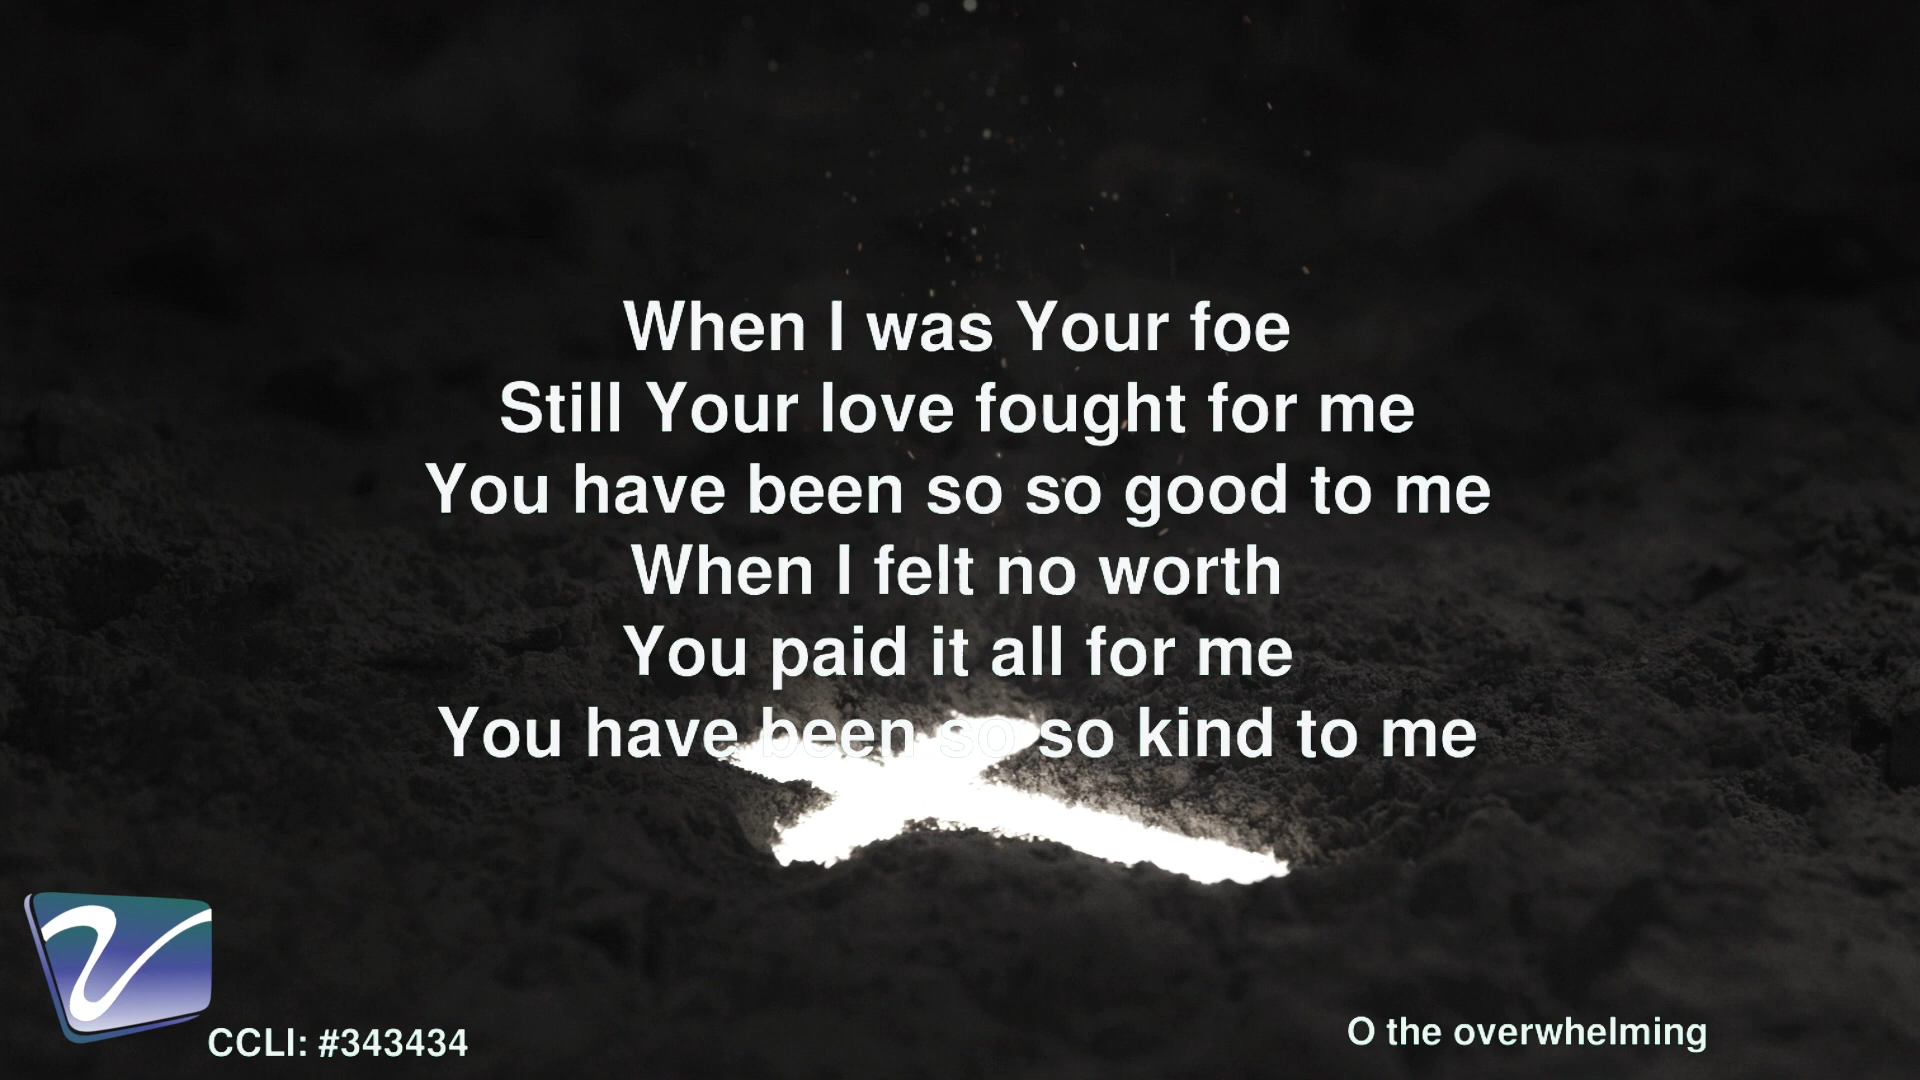 When I was Your foe
Still Your love fought for me
You have been so so good to me
When I felt no worth
You paid it all for me
You have been so so kind to me
CCLI: #343434
O the overwhelming